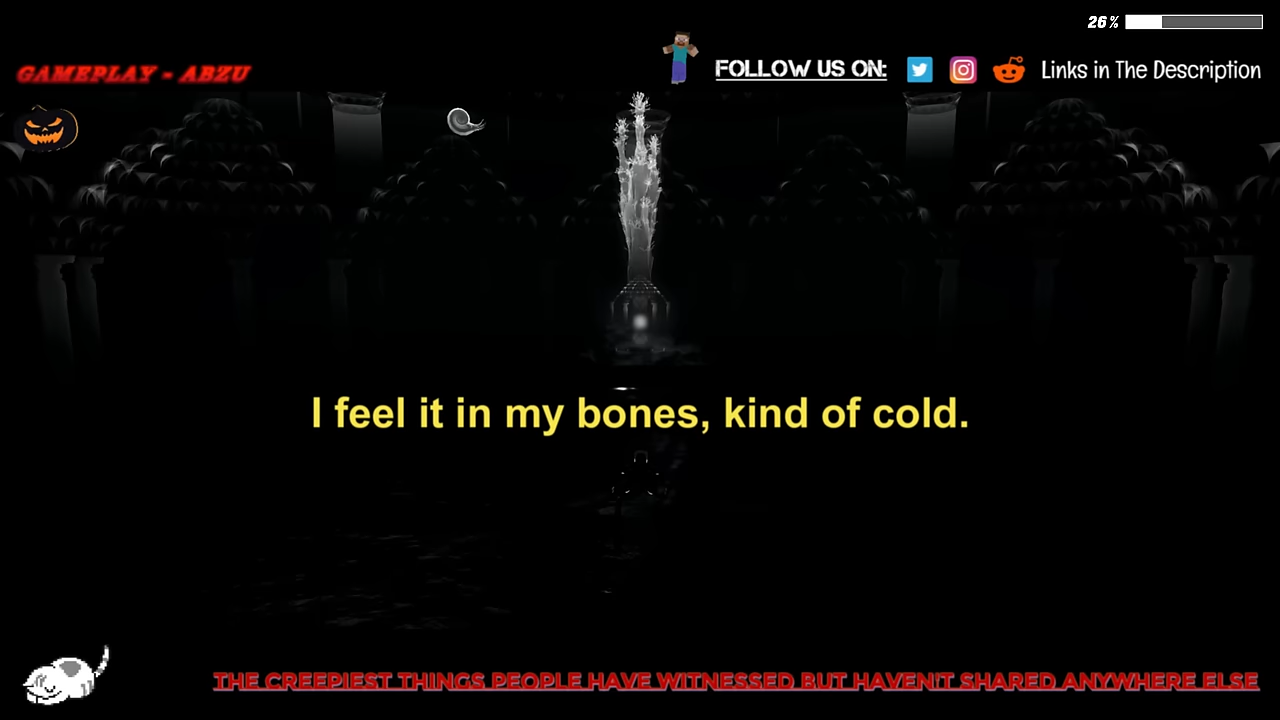 26%
GAMEPLAY - ABZU
FOLLOW US ON:
Links in The Description
I feel it in my bones, kind of cold.
THE CREEPIEST THINGS PEOPLE HAVE WITNESSED BUT HAVEN'T SHARED ANYWHERE ELSE